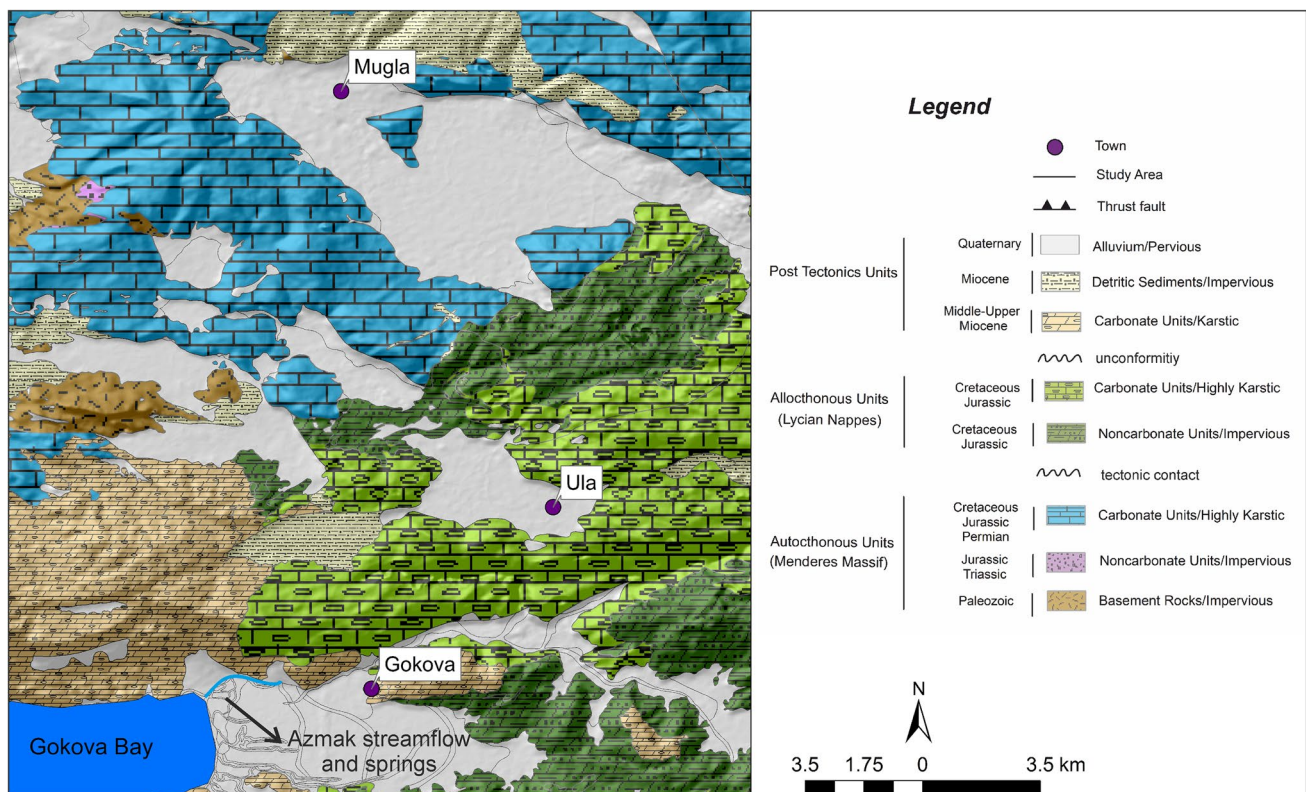 Mugla
Ula
Gokova
Azmak streamflow
and springs
Gokova Bay
Legend
Town
Study Area
Thrust fault
Post Tectonics Units
Quaternary
Alluvium/Pervious
Miocene
Detritic Sediments/Impervious
Middle-Upper
Miocene
Carbonate Units/Karstic
unconformitiy
Allocthonous Units
(Lycian Nappes)
Cretaceous
Jurassic
Carbonate Units/Highly Karstic
Cretaceous
Jurassic
Noncarbonate Units/Impervious
tectonic contact
Autocthonous Units
(Menderes Massif)
Cretaceous
Jurassic
Permian
Carbonate Units/Highly Karstic
Jurassic
Triassic
Noncarbonate Units/Impervious
Paleozoic
Basement Rocks/Impervious
N
3.5 1.75 0 3.5 km